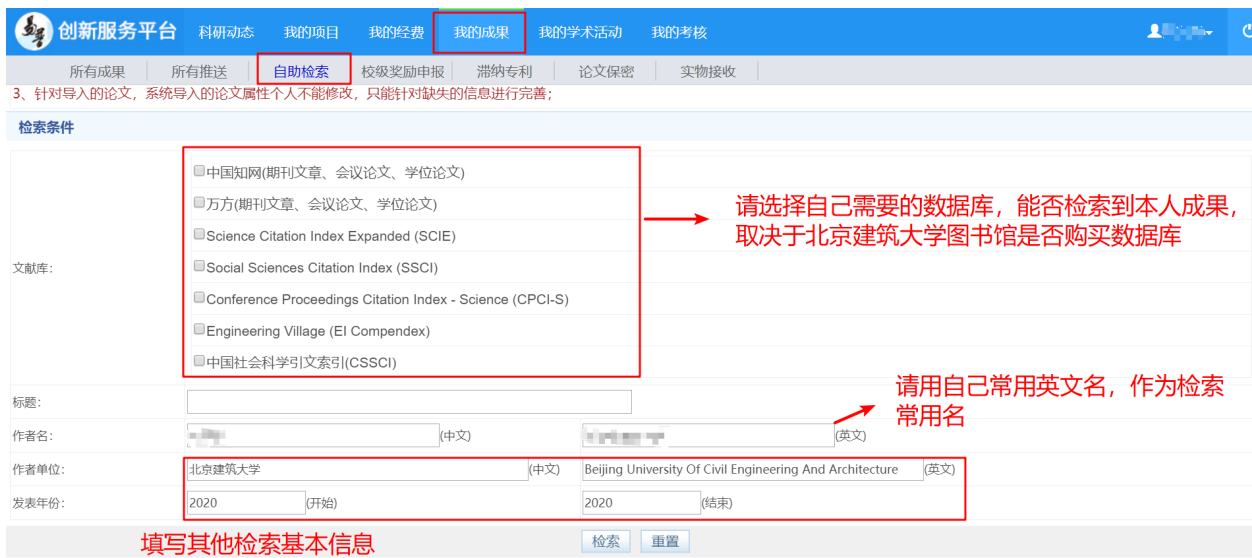 易普 创新服务平台 科研动态 我的项目 我的经费 我的成果 我的学术活动 我的考核
所有成果 所有推送 自助检索 校级奖励申报 滞纳专利 论文保密 实物接收
3、针对导入的论文，系统导入的论文属性个人不能修改，只能针对缺失的信息进行完善；
检索条件
文献库：
中国知网(期刊文章、会议论文、学位论文)
万方(期刊文章、会议论文、学位论文)
Science Citation Index Expanded (SCIE)
Social Sciences Citation Index (SSCI)
Conference Proceedings Citation Index - Science (CPCI-S)
Engineering Village (EI Compendex)
中国社会科学引文索引(CSSCI)
请选择自己需要的数据库，能否检索到本人成果，
取决于北京建筑大学图书馆是否购买数据库
请用自己常用英文名，作为检索
常用名
标题：
作者名： (中文) (英文)
作者单位： 北京建筑大学 (中文) Beijing University Of Civil Engineering And Architecture (英文)
发表年份： 2020 (开始) 2020 (结束)
填写其他检索基本信息 检索 重置